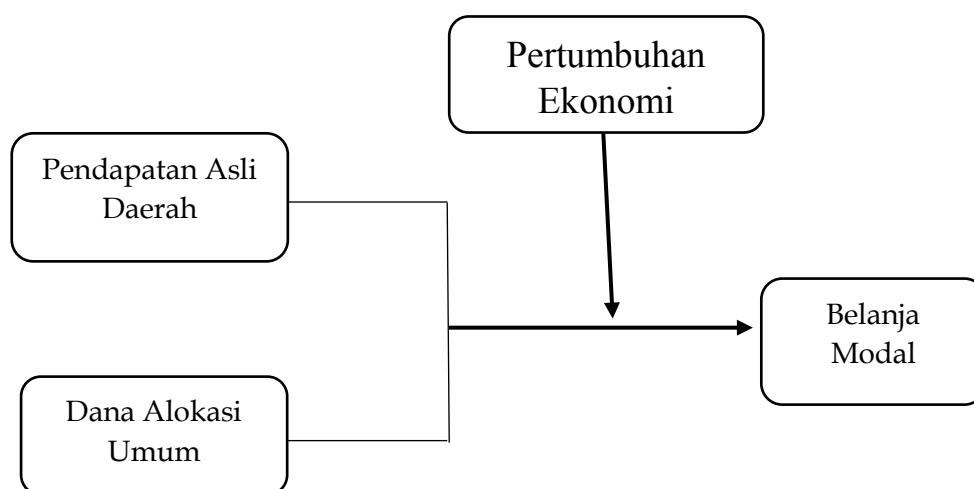 Pertumbuhan
Ekonomi
Pendapatan Asli
Daerah
Belanja
Modal
Dana Alokasi
Umum